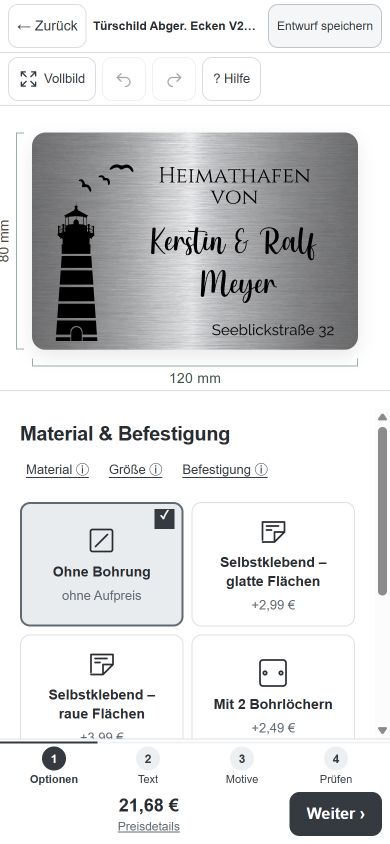 ← Zurück
Türschild Abger. Ecken V2...
Entwurf speichern
Vollbild
? Hilfe
HEIMATHAFEN
VON
Kerstin & Ralf
Meyer
Seeblickstraße 32
80 mm
120 mm
Material & Befestigung
Material ⓘ Größe ⓘ Befestigung ⓘ
Ohne Bohrung
ohne Aufpreis
Selbstklebend –
glatte Flächen
+2,99 €
Selbstklebend –
raue Flächen
+3,99 €
Mit 2 Bohrlöchern
+2,49 €
1
Optionen
2
Text
3
Motive
4
Prüfen
21,68 €
Preisdetails
Weiter ›